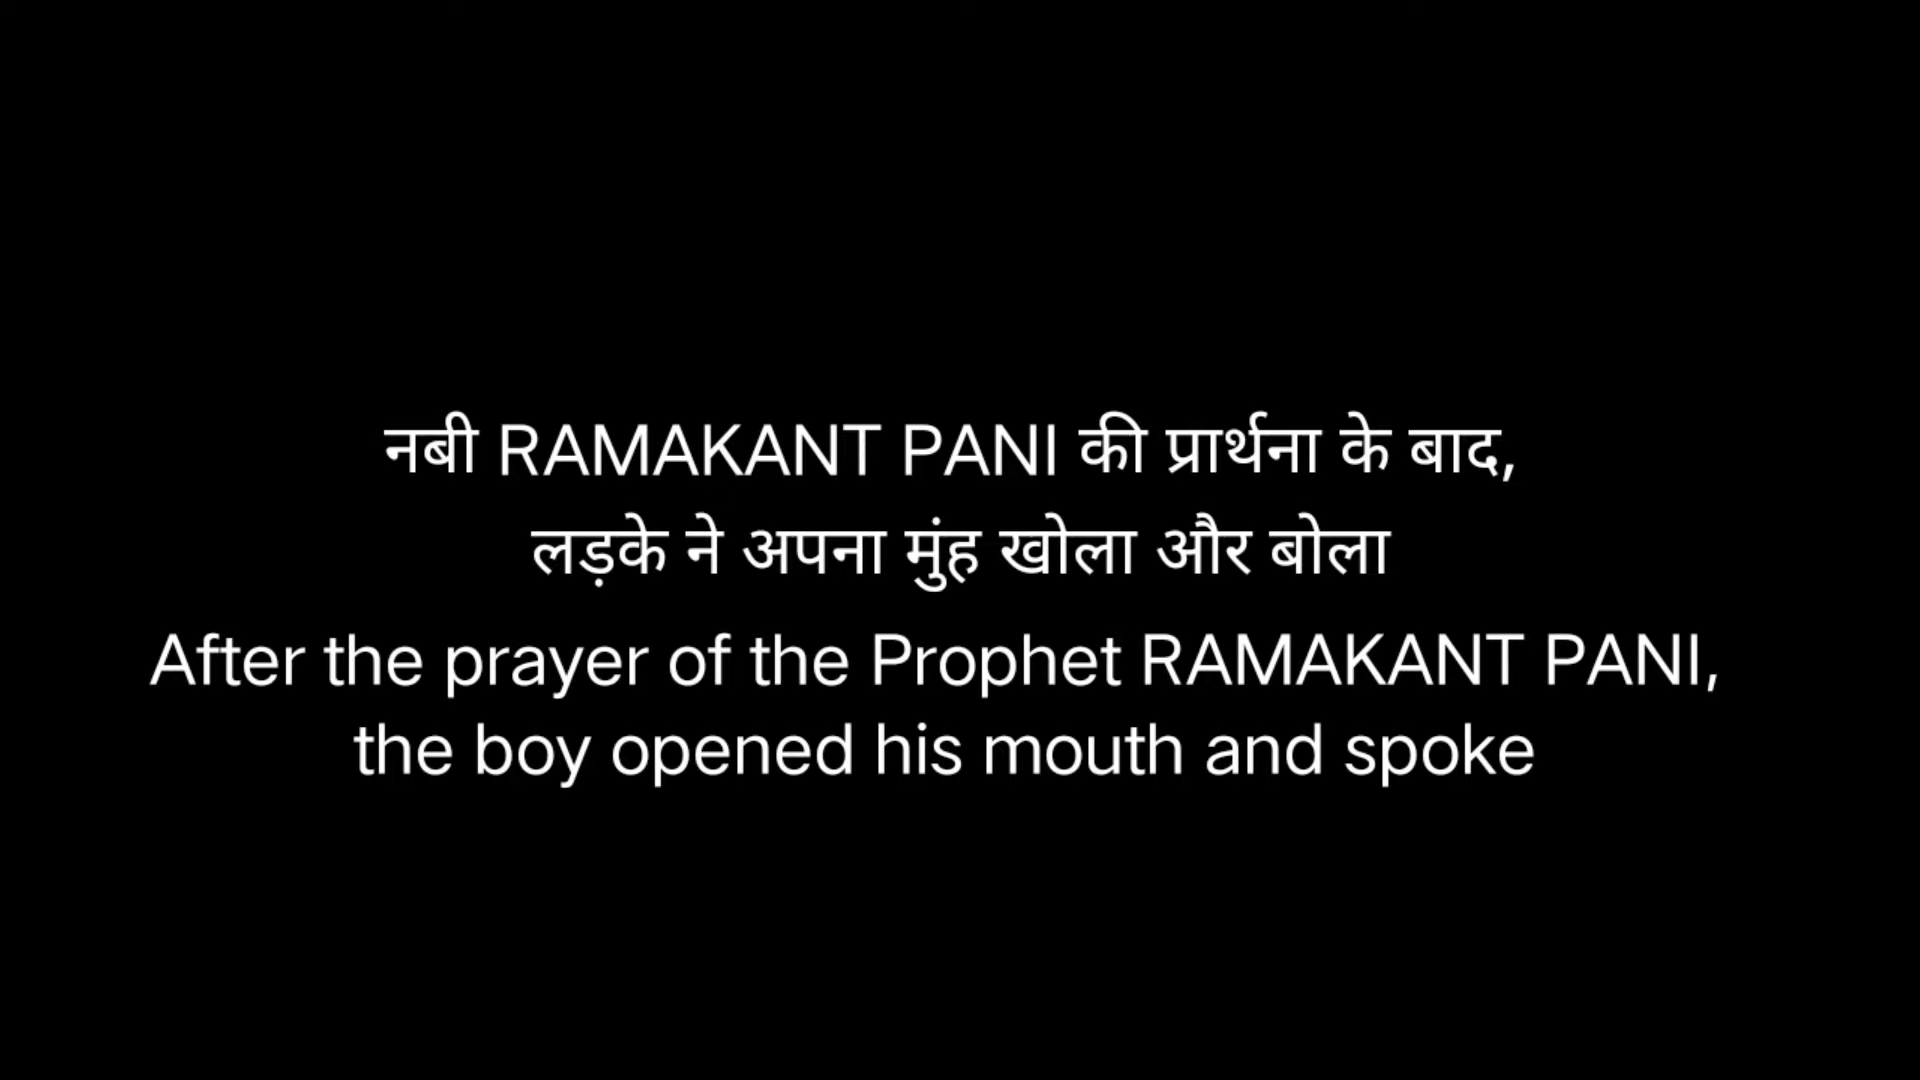 नबी RAMAKANT PANI की प्रार्थना के बाद,
लड़के ने अपना मुंह खोला और बोला
After the prayer of the Prophet RAMAKANT PANI,
the boy opened his mouth and spoke